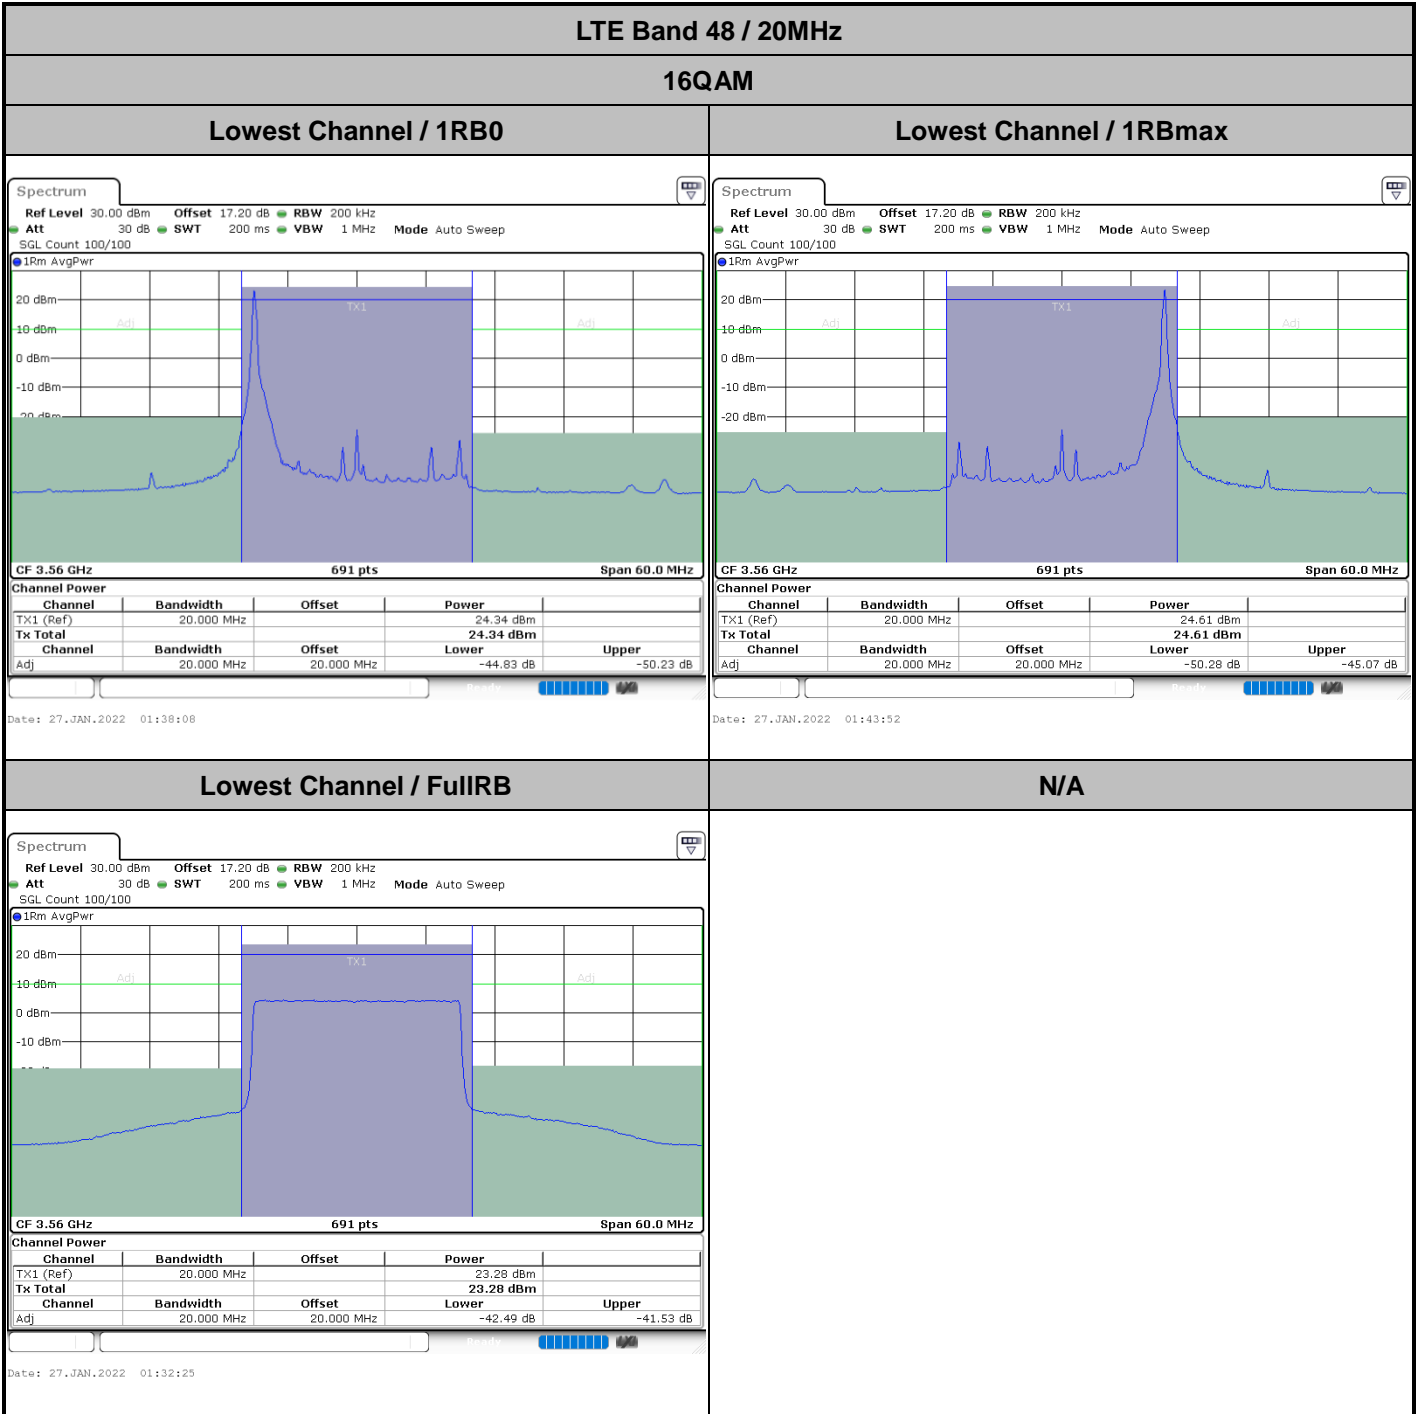 LTE Band 48 / 20MHz
16QAM
Lowest Channel / 1RB0
Lowest Channel / 1RBmax
Spectrum
Ref Level 30.00 dBm Offset 17.20 dB RBW 200 kHz
Att 30 dB SWT 200 ms VBW 1 MHz Mode Auto Sweep
SGL Count 100/100
1Rm AvgPwr
TX1
Adj
Adj
20 dBm
10 dBm
0 dBm
-10 dBm
-20 dBm
CF 3.56 GHz 691 pts Span 60.0 MHz
Channel Power
Channel Bandwidth Offset Power
TX1 (Ref) 20.000 MHz 24.34 dBm
Tx Total 24.34 dBm
Channel Bandwidth Offset Lower Upper
Adj 20.000 MHz 20.000 MHz -44.83 dB -50.23 dB
Ready
Date: 27.JAN.2022 01:38:08
Spectrum
Ref Level 30.00 dBm Offset 17.20 dB RBW 200 kHz
Att 30 dB SWT 200 ms VBW 1 MHz Mode Auto Sweep
SGL Count 100/100
1Rm AvgPwr
TX1
Adj
Adj
20 dBm
10 dBm
0 dBm
-10 dBm
-20 dBm
CF 3.56 GHz 691 pts Span 60.0 MHz
Channel Power
Channel Bandwidth Offset Power
TX1 (Ref) 20.000 MHz 24.61 dBm
Tx Total 24.61 dBm
Channel Bandwidth Offset Lower Upper
Adj 20.000 MHz 20.000 MHz -50.28 dB -45.07 dB
Ready
Date: 27.JAN.2022 01:43:52
Lowest Channel / FullRB
N/A
Spectrum
Ref Level 30.00 dBm Offset 17.20 dB RBW 200 kHz
Att 30 dB SWT 200 ms VBW 1 MHz Mode Auto Sweep
SGL Count 100/100
1Rm AvgPwr
TX1
Adj
Adj
20 dBm
10 dBm
0 dBm
-10 dBm
CF 3.56 GHz 691 pts Span 60.0 MHz
Channel Power
Channel Bandwidth Offset Power
TX1 (Ref) 20.000 MHz 23.28 dBm
Tx Total 23.28 dBm
Channel Bandwidth Offset Lower Upper
Adj 20.000 MHz 20.000 MHz -42.49 dB -41.53 dB
Ready
Date: 27.JAN.2022 01:32:25